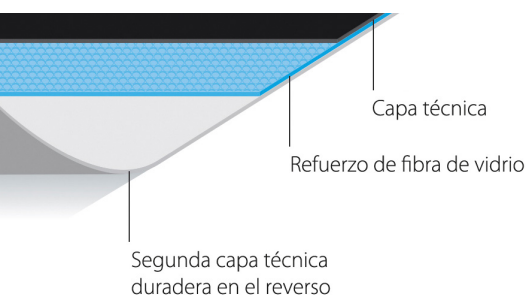 Capa técnica
Refuerzo de fibra de vidrio
Segunda capa técnica
duradera en el reverso